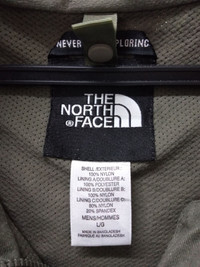 NEVER
PLORING
THE
NORTH
FACE
®
SHELL/EXTERIEUR:
100% NYLON
LINING A/DOUBLURE A:
100% POLYESTER
LINING B/DOUBLURE B:
100% NYLON
LINING C/DOUBLURE C:
80% NYLON
20% SPANDEX
MENS/HOMMES
L/G
MADE IN BANGLADESH
FABRIQUE AU BANGLADESH